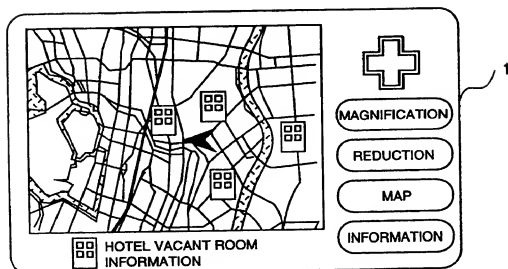 1
MAGNIFICATION
REDUCTION
MAP
INFORMATION
HOTEL VACANT ROOM
INFORMATION